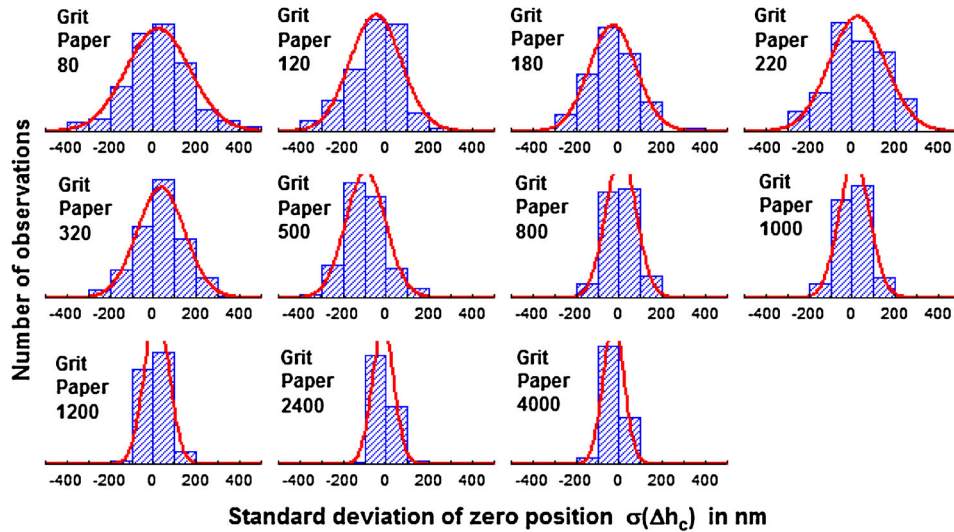 Grit
Paper
80
Grit
Paper
120
Grit
Paper
180
Grit
Paper
220
-400 -200 0 200 400
-400 -200 0 200 400
-400 -200 0 200 400
-400 -200 0 200 400
Grit
Paper
320
Grit
Paper
500
Grit
Paper
800
Grit
Paper
1000
-400 -200 0 200 400
-400 -200 0 200 400
-400 -200 0 200 400
-400 -200 0 200 400
Grit
Paper
1200
Grit
Paper
2400
Grit
Paper
4000
-400 -200 0 200 400
-400 -200 0 200 400
-400 -200 0 200 400
Number of observations
Standard deviation of zero position σ(Δh_c) in nm